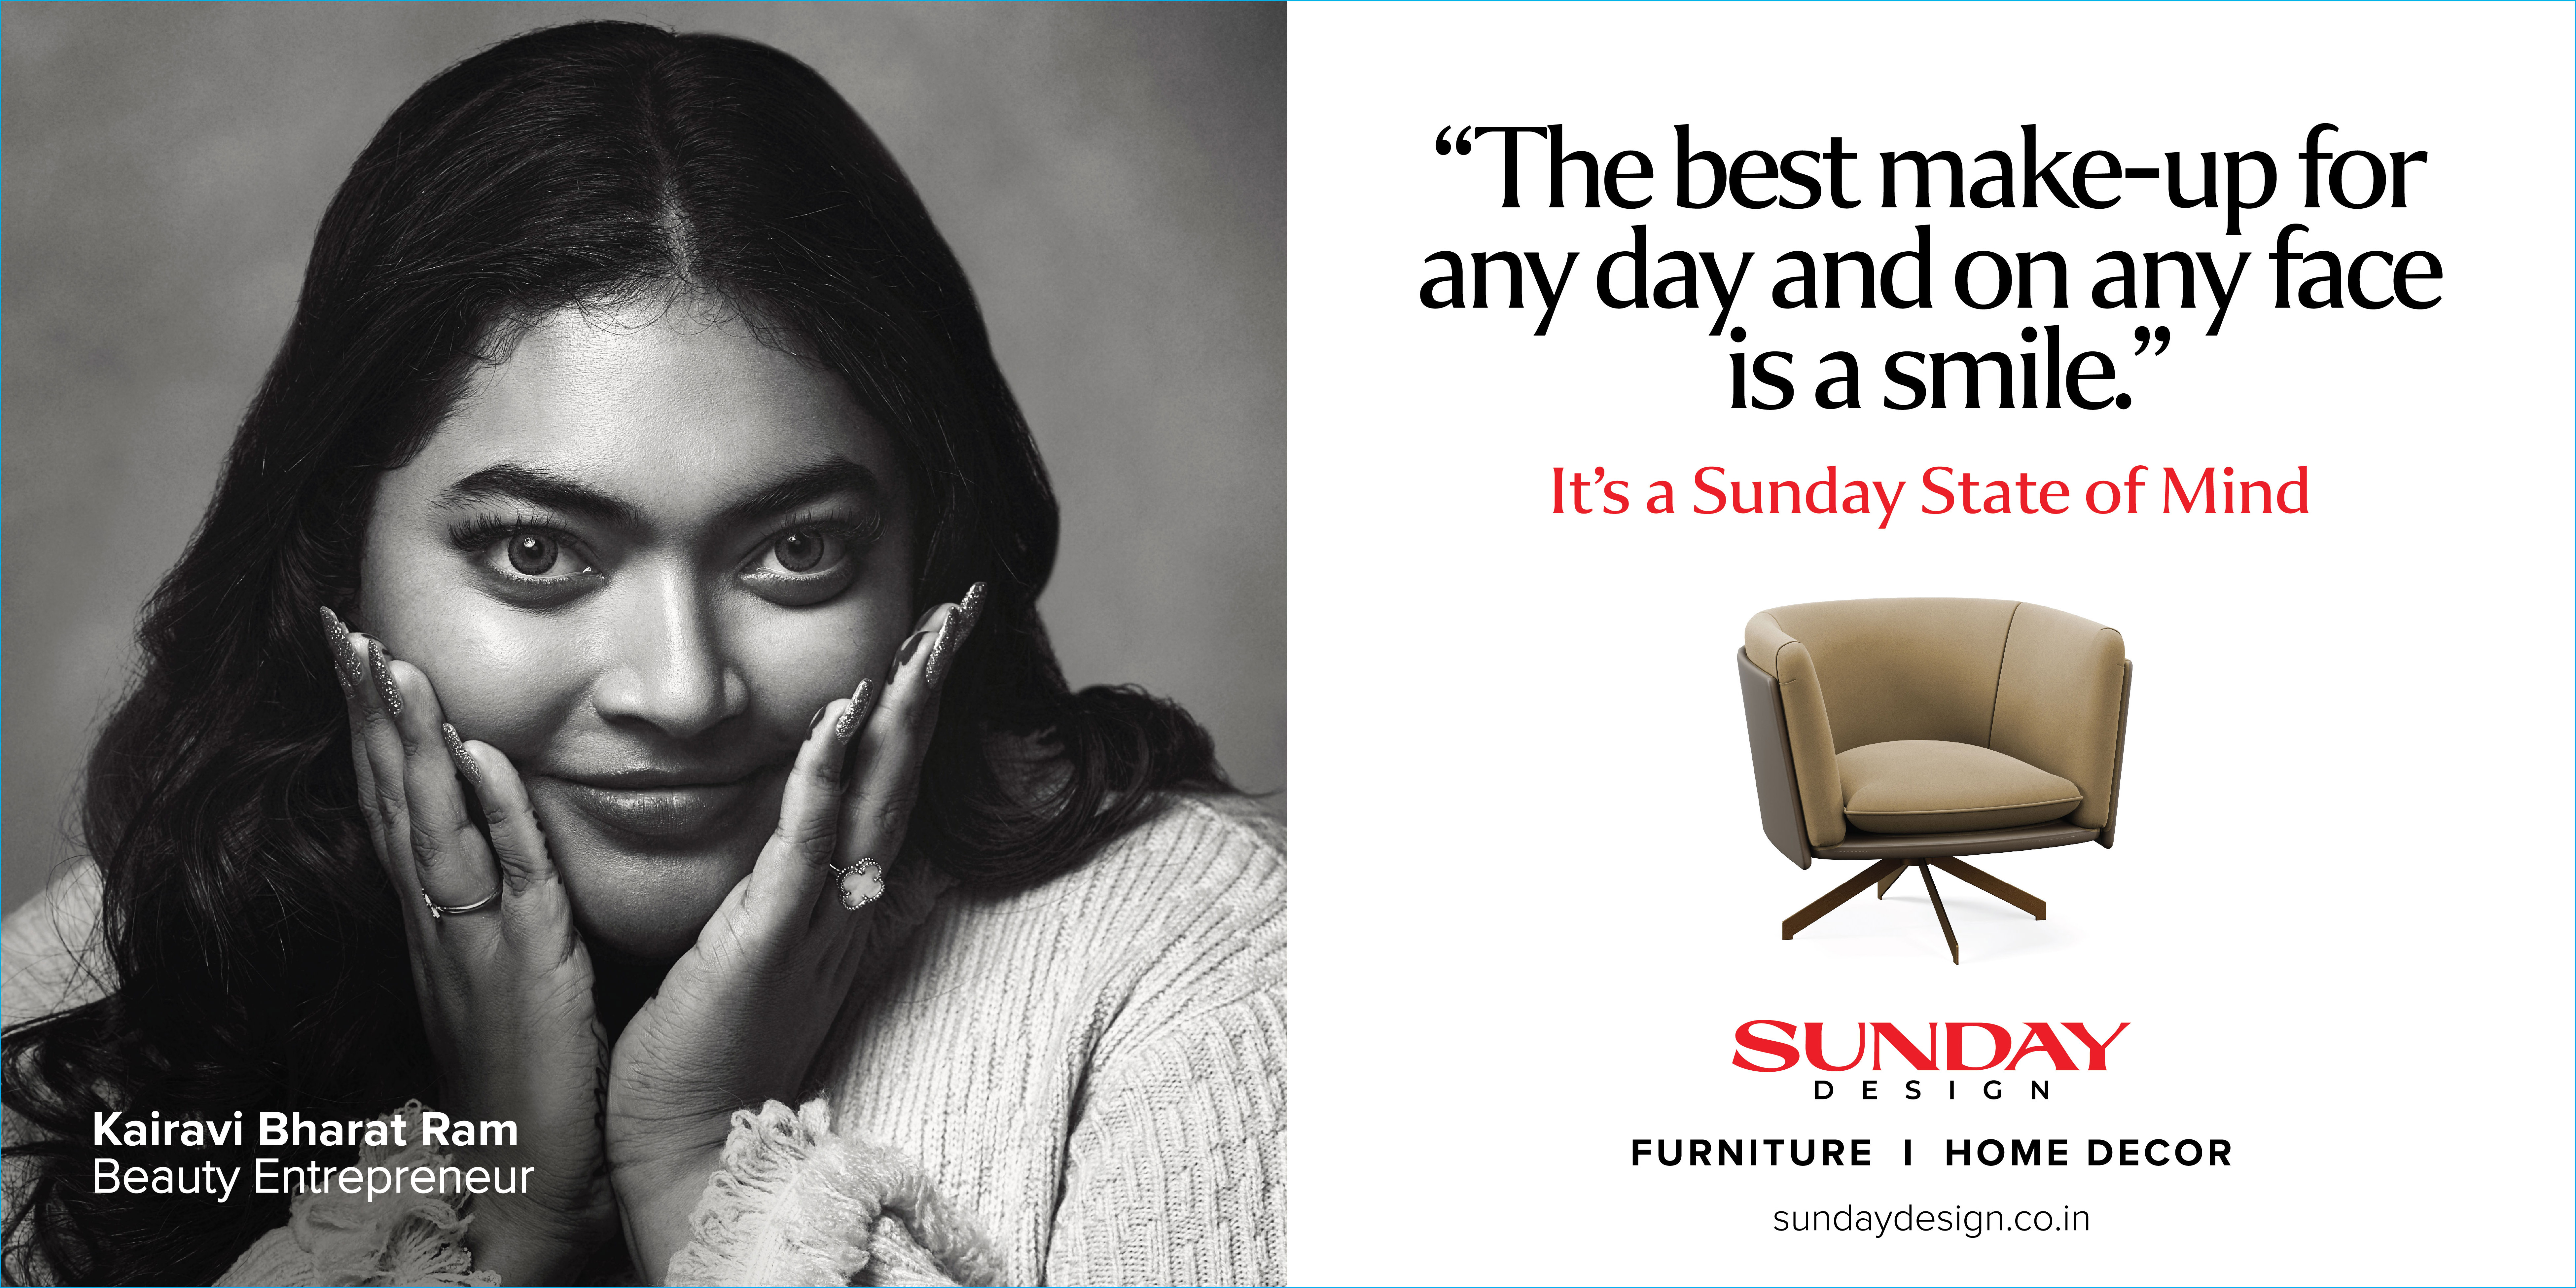 Kairavi Bharat Ram
Beauty Entrepreneur
“The best make-up for
any day and on any face
is a smile.”
It’s a Sunday State of Mind
SUNDAY
DESIGN
FURNITURE | HOME DECOR
sundaydesign.co.in